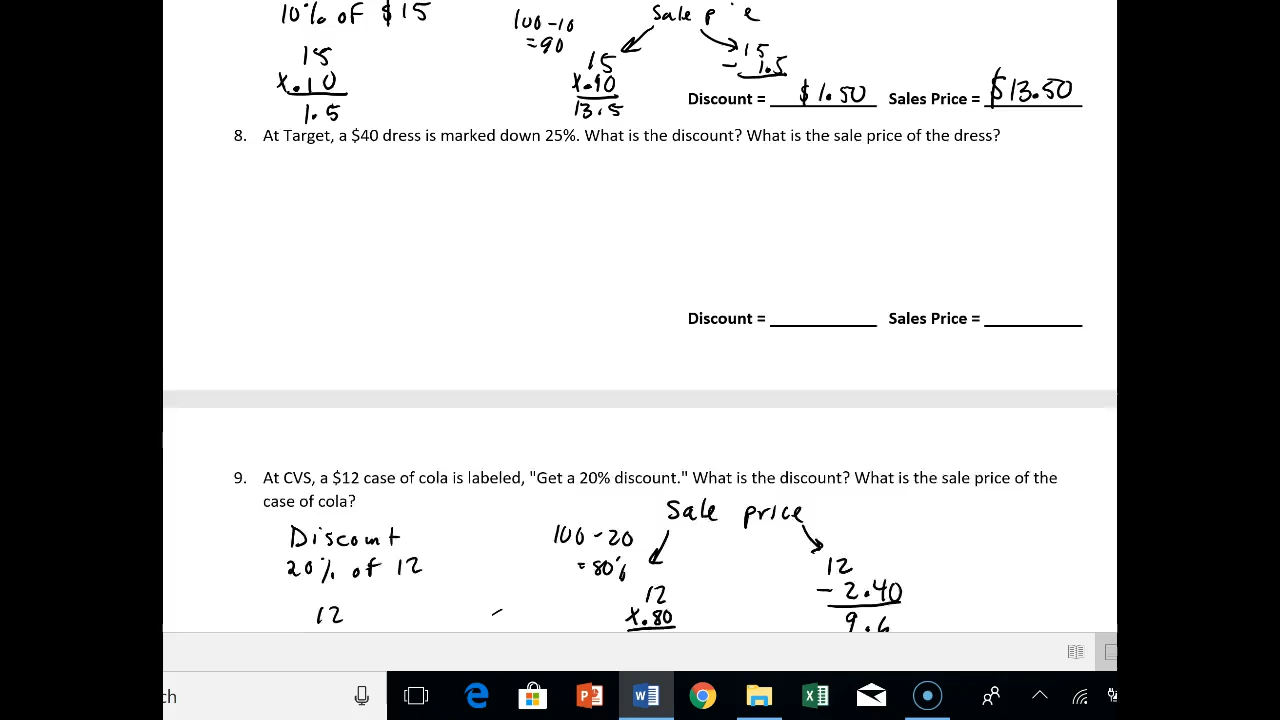 10% of $15
100-10
=90
Sale p i e
15
x.10
1.5
15
x.90
13.5
15
- 1.5
Discount = $1.50 Sales Price = $13.50
8. At Target, a $40 dress is marked down 25%. What is the discount? What is the sale price of the dress?
Discount = __________ Sales Price = __________
9. At CVS, a $12 case of cola is labeled, "Get a 20% discount." What is the discount? What is the sale price of the
case of cola?
Discount
20% of 12
12
100-20
=80%
Sale price
12
x.80
12
- 2.40
9.6
ch